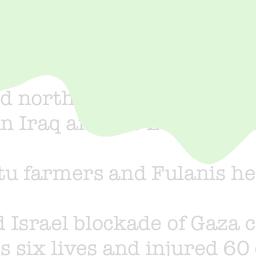 d north
n Iraq
tu farmers and Fulanis he
d Israel blockade of Gaza c
s six lives and injured 60